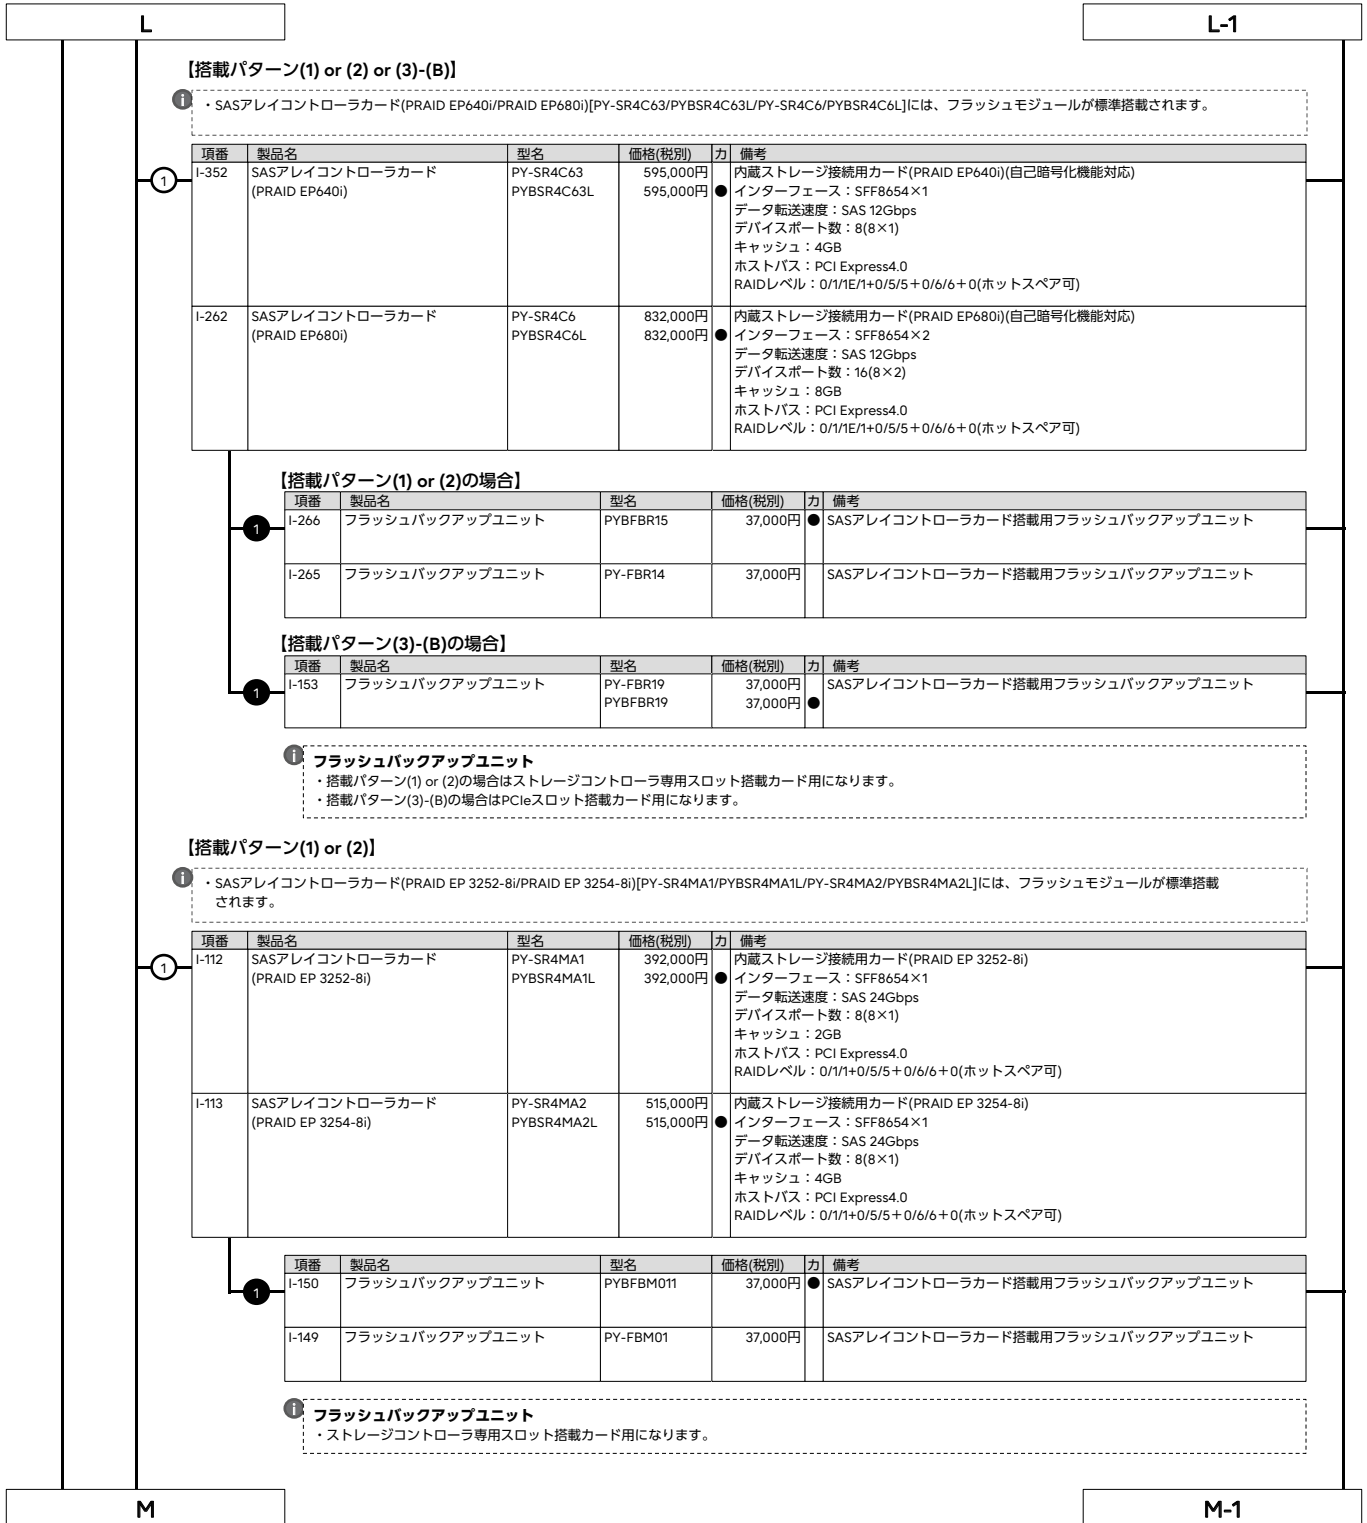 L
L-1
【搭載パターン(1) or (2) or (3)-(B)】
・SASアレイコントローラカード(PRAID EP640i/PRAID EP680i)[PY-SR4C63/PYBSR4C63L/PY-SR4C6/PYBSR4C6L]には、フラッシュモジュールが標準搭載されます。
項番 製品名 型名 価格(税別) カ 備考
1
I-352 SASアレイコントローラカード PY-SR4C63 595,000円 内蔵ストレージ接続用カード(PRAID EP640i)(自己暗号化機能対応)
(PRAID EP640i) PYBSR4C63L 595,000円 ● インターフェース：SFF8654×1
データ転送速度：SAS 12Gbps
デバイスポート数：8(8×1)
キャッシュ：4GB
ホストバス：PCI Express4.0
RAIDレベル：0/1/1E/1+0/5/5＋0/6/6＋0(ホットスペア可)
I-262 SASアレイコントローラカード PY-SR4C6 832,000円 内蔵ストレージ接続用カード(PRAID EP680i)(自己暗号化機能対応)
(PRAID EP680i) PYBSR4C6L 832,000円 ● インターフェース：SFF8654×2
データ転送速度：SAS 12Gbps
デバイスポート数：16(8×2)
キャッシュ：8GB
ホストバス：PCI Express4.0
RAIDレベル：0/1/1E/1+0/5/5＋0/6/6＋0(ホットスペア可)
【搭載パターン(1) or (2)の場合】
項番 製品名 型名 価格(税別) カ 備考
1
I-266 フラッシュバックアップユニット PYBFBR15 37,000円 ● SASアレイコントローラカード搭載用フラッシュバックアップユニット
I-265 フラッシュバックアップユニット PY-FBR14 37,000円 SASアレイコントローラカード搭載用フラッシュバックアップユニット
【搭載パターン(3)-(B)の場合】
項番 製品名 型名 価格(税別) カ 備考
1
I-153 フラッシュバックアップユニット PY-FBR19 37,000円 SASアレイコントローラカード搭載用フラッシュバックアップユニット
PYBFBR19 37,000円 ●
フラッシュバックアップユニット
・搭載パターン(1) or (2)の場合はストレージコントローラ専用スロット搭載カード用になります。
・搭載パターン(3)-(B)の場合はPCIeスロット搭載カード用になります。
【搭載パターン(1) or (2)】
・SASアレイコントローラカード(PRAID EP 3252-8i/PRAID EP 3254-8i)[PY-SR4MA1/PYBSR4MA1L/PY-SR4MA2/PYBSR4MA2L]には、フラッシュモジュールが標準搭載
されます。
項番 製品名 型名 価格(税別) カ 備考
1
I-112 SASアレイコントローラカード PY-SR4MA1 392,000円 内蔵ストレージ接続用カード(PRAID EP 3252-8i)
(PRAID EP 3252-8i) PYBSR4MA1L 392,000円 ● インターフェース：SFF8654×1
データ転送速度：SAS 24Gbps
デバイスポート数：8(8×1)
キャッシュ：2GB
ホストバス：PCI Express4.0
RAIDレベル：0/1/1+0/5/5＋0/6/6＋0(ホットスペア可)
I-113 SASアレイコントローラカード PY-SR4MA2 515,000円 内蔵ストレージ接続用カード(PRAID EP 3254-8i)
(PRAID EP 3254-8i) PYBSR4MA2L 515,000円 ● インターフェース：SFF8654×1
データ転送速度：SAS 24Gbps
デバイスポート数：8(8×1)
キャッシュ：4GB
ホストバス：PCI Express4.0
RAIDレベル：0/1/1+0/5/5＋0/6/6＋0(ホットスペア可)
項番 製品名 型名 価格(税別) カ 備考
1
I-150 フラッシュバックアップユニット PYBFBM011 37,000円 ● SASアレイコントローラカード搭載用フラッシュバックアップユニット
I-149 フラッシュバックアップユニット PY-FBM01 37,000円 SASアレイコントローラカード搭載用フラッシュバックアップユニット
フラッシュバックアップユニット
・ストレージコントローラ専用スロット搭載カード用になります。
M
M-1